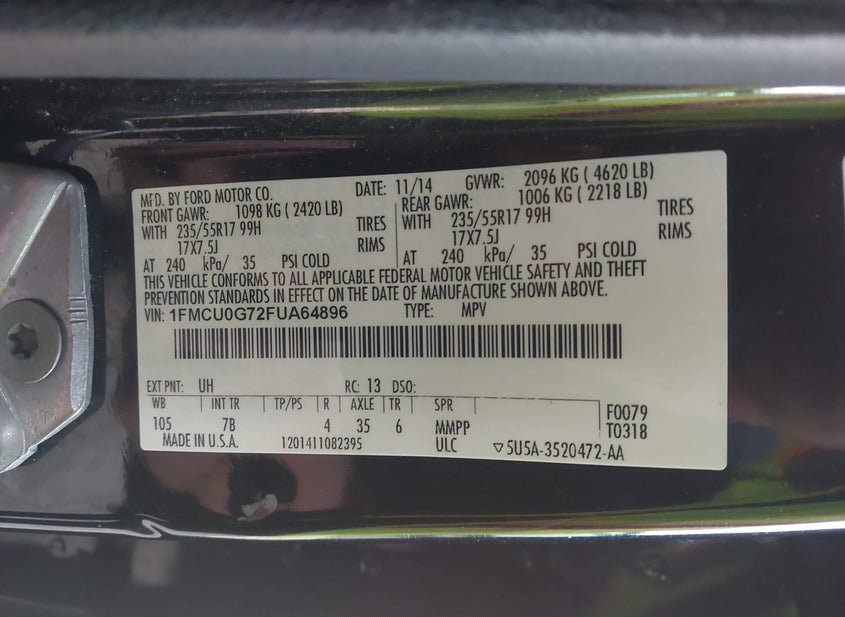 MFD. BY FORD MOTOR CO. DATE: 11/14 GVWR: 2096 KG ( 4620 LB)
FRONT GAWR: 1098 KG ( 2420 LB) REAR GAWR: 1006 KG ( 2218 LB)
WITH 235/55R17 99H TIRES WITH 235/55R17 99H TIRES
17X7.5J RIMS 17X7.5J RIMS
AT 240 kPa/ 35 PSI COLD AT 240 kPa/ 35 PSI COLD
THIS VEHICLE CONFORMS TO ALL APPLICABLE FEDERAL MOTOR VEHICLE SAFETY AND THEFT
PREVENTION STANDARDS IN EFFECT ON THE DATE OF MANUFACTURE SHOWN ABOVE.
VIN: 1FMCU0G72FUA64896 TYPE: MPV
EXT PNT: UH RC: 13 DSO:
WB INT TR TP/PS R AXLE TR SPR
105 7B 4 35 6 MMPP F0079
ULC T0318
MADE IN U.S.A. 1201411082395 ▽5U5A-3520472-AA